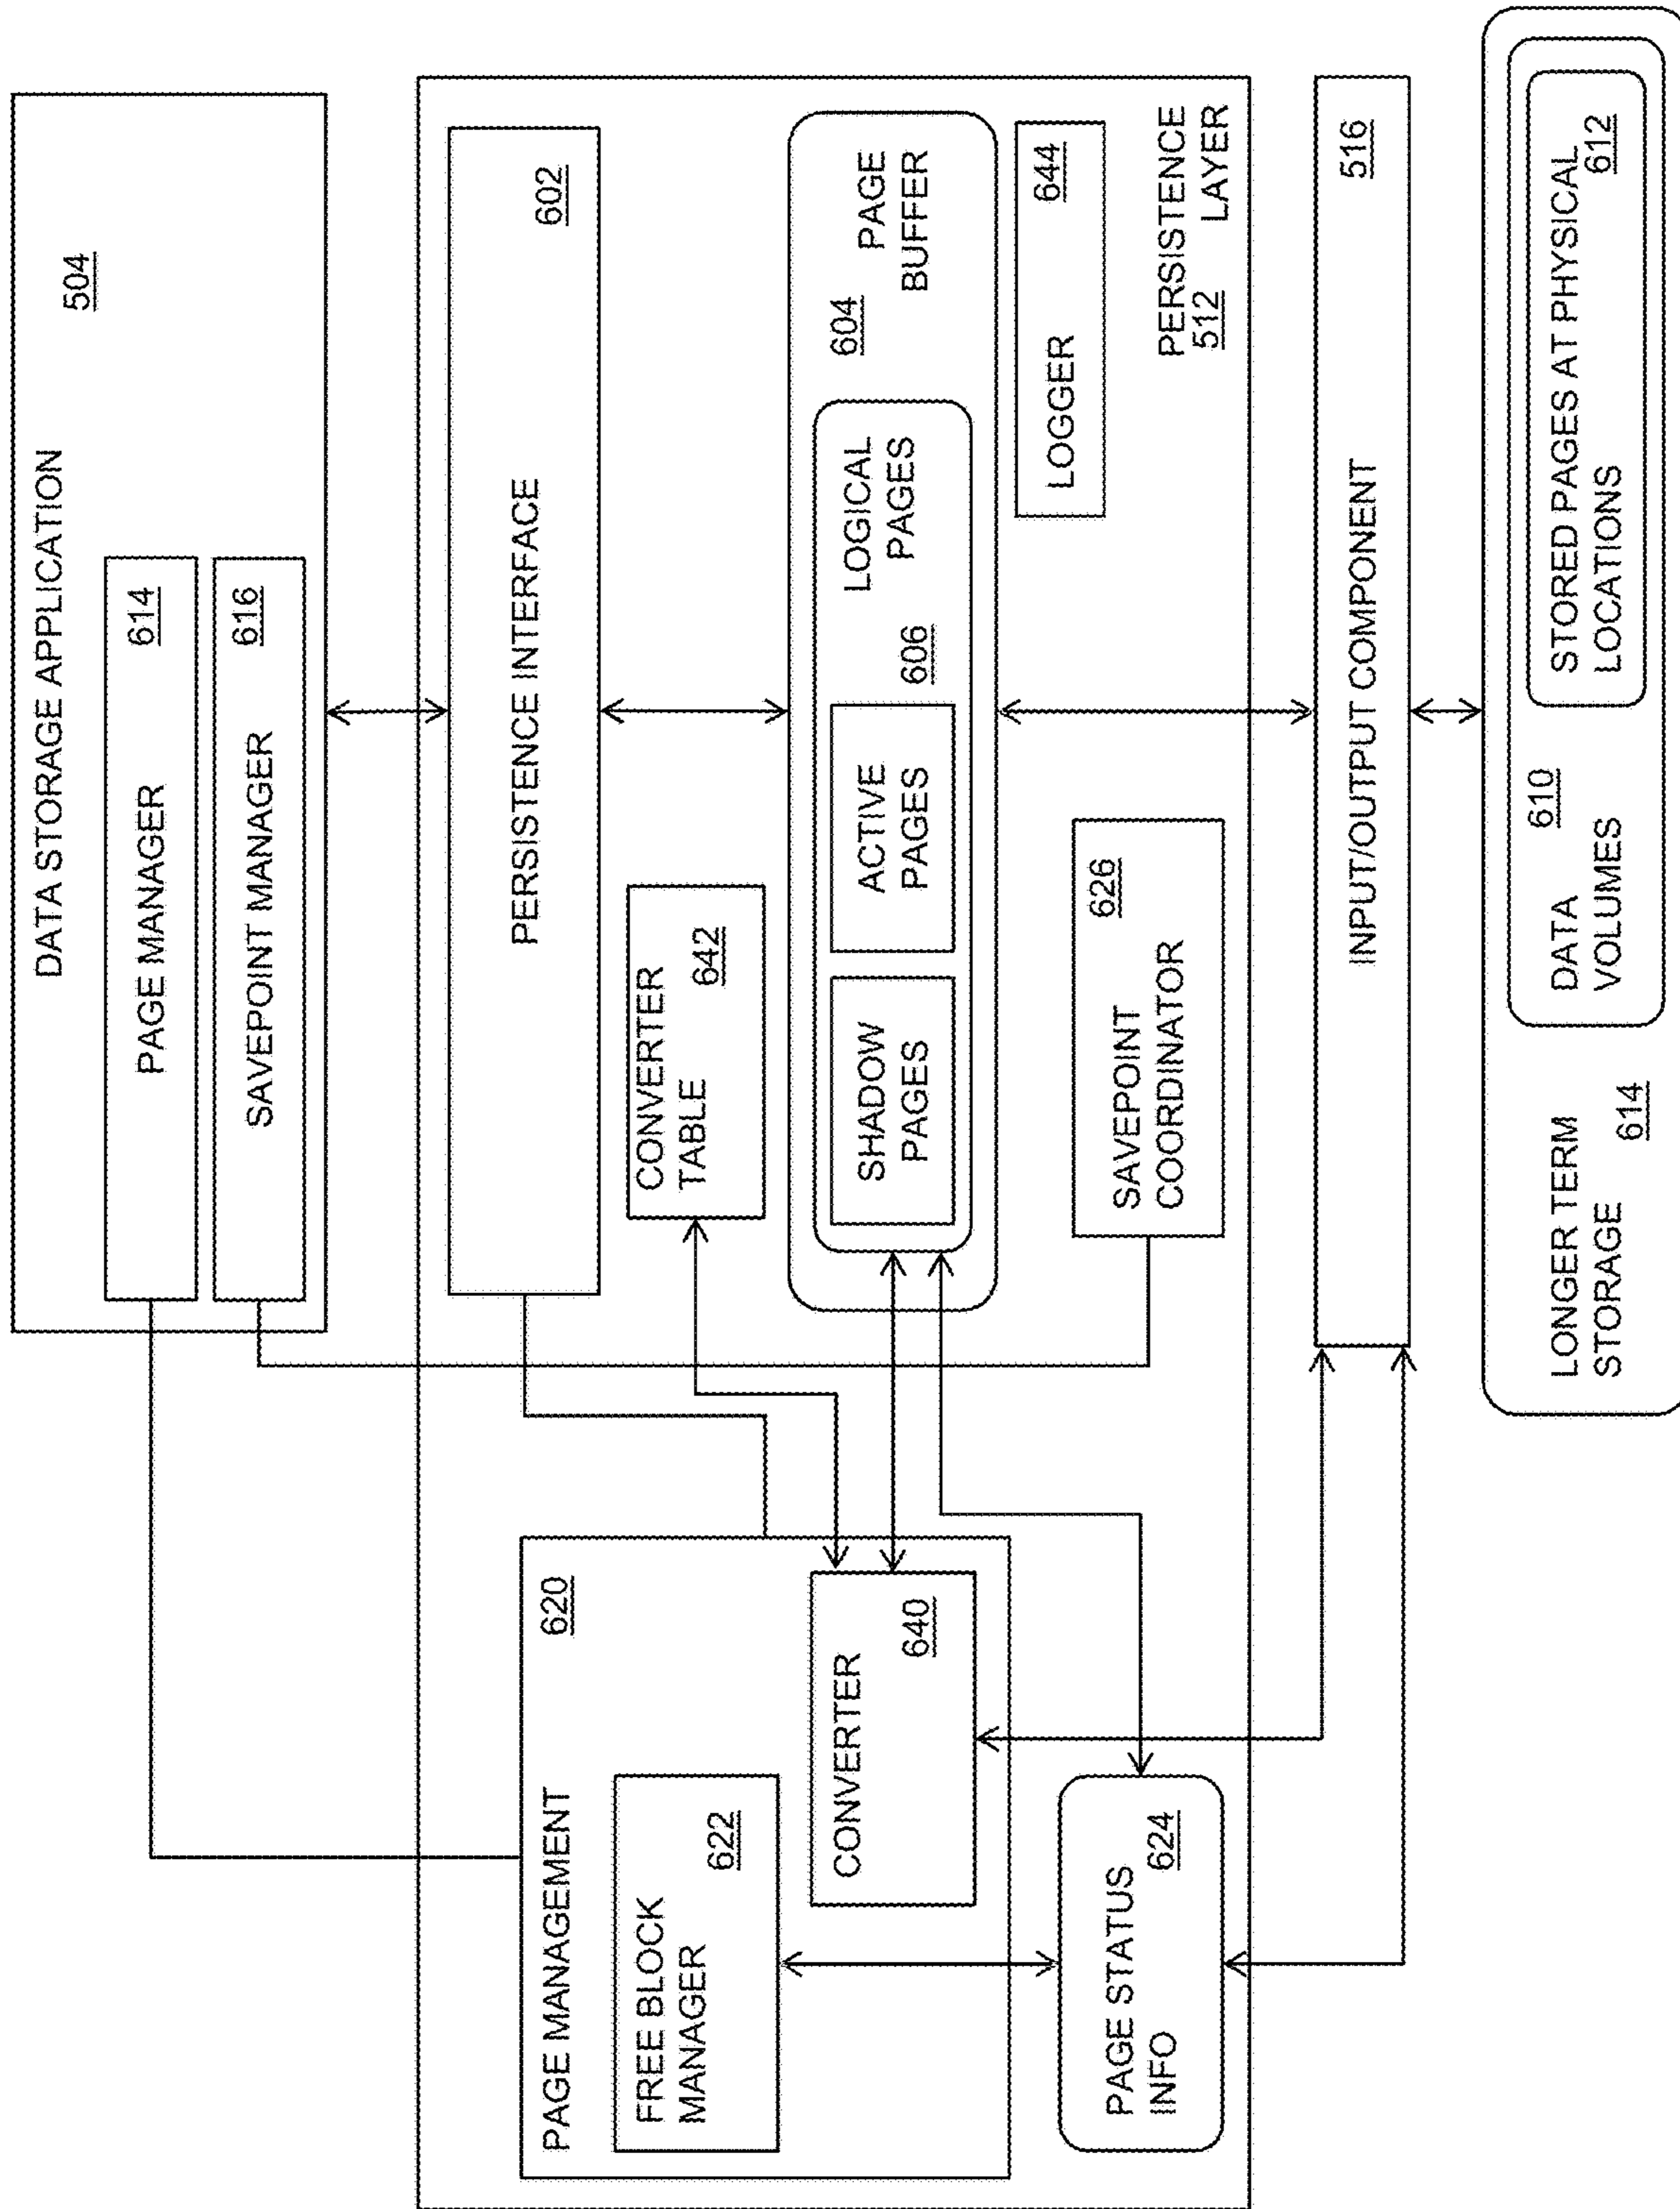 DATA STORAGE APPLICATION
504
PAGE MANAGER
614
SAVEPOINT MANAGER
616
PERSISTENCE INTERFACE
602
PAGE MANAGEMENT
620
FREE BLOCK
MANAGER
622
CONVERTER
640
CONVERTER
TABLE
642
PAGE
BUFFER
604
LOGICAL
PAGES
606
SHADOW
PAGES
ACTIVE
PAGES
LOGGER
644
PAGE STATUS
INFO
624
SAVEPOINT
COORDINATOR
626
PERSISTENCE
LAYER
512
INPUT/OUTPUT COMPONENT
516
LONGER TERM
STORAGE
614
DATA
VOLUMES
610
STORED PAGES AT PHYSICAL
LOCATIONS
612